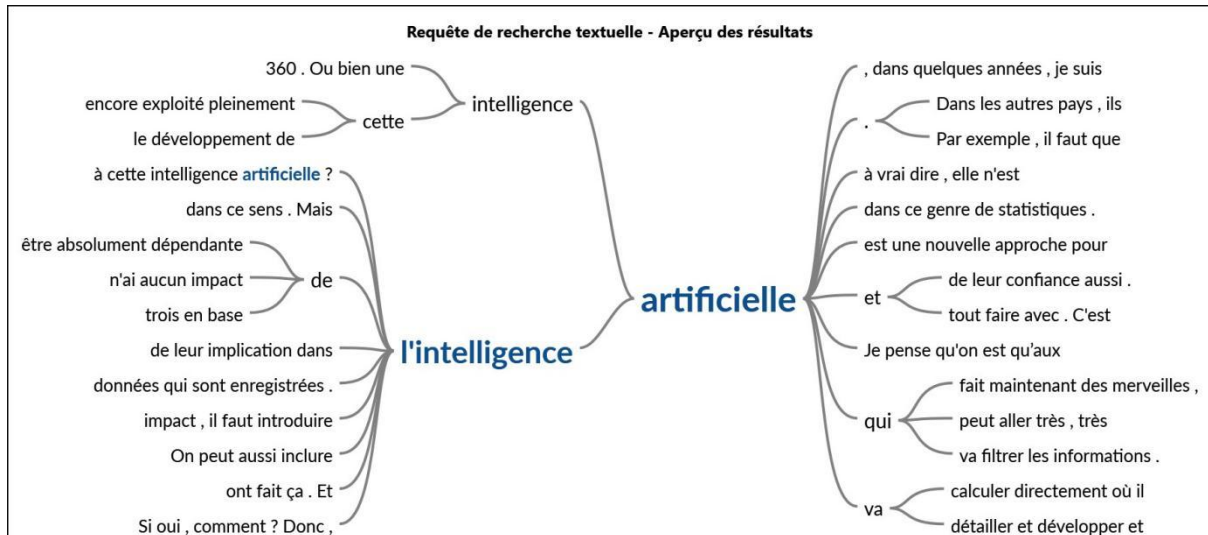 Requête de recherche textuelle - Aperçu des résultats
360 . Ou bien une
encore exploité pleinement
le développement de
cette
intelligence
à cette intelligence artificielle ?
dans ce sens . Mais
être absolument dépendante
n'ai aucun impact
trois en base
de
de leur implication dans
données qui sont enregistrées .
impact , il faut introduire
On peut aussi inclure
ont fait ça . Et
Si oui , comment ? Donc ,
l'intelligence
artificielle
, dans quelques années , je suis
.
Dans les autres pays , ils
Par exemple , il faut que
à vrai dire , elle n'est
dans ce genre de statistiques .
est une nouvelle approche pour
et
de leur confiance aussi .
tout faire avec . C'est
Je pense qu'on est qu’aux
qui
fait maintenant des merveilles ,
peut aller très , très
va filtrer les informations .
va
calculer directement où il
détailler et développer et